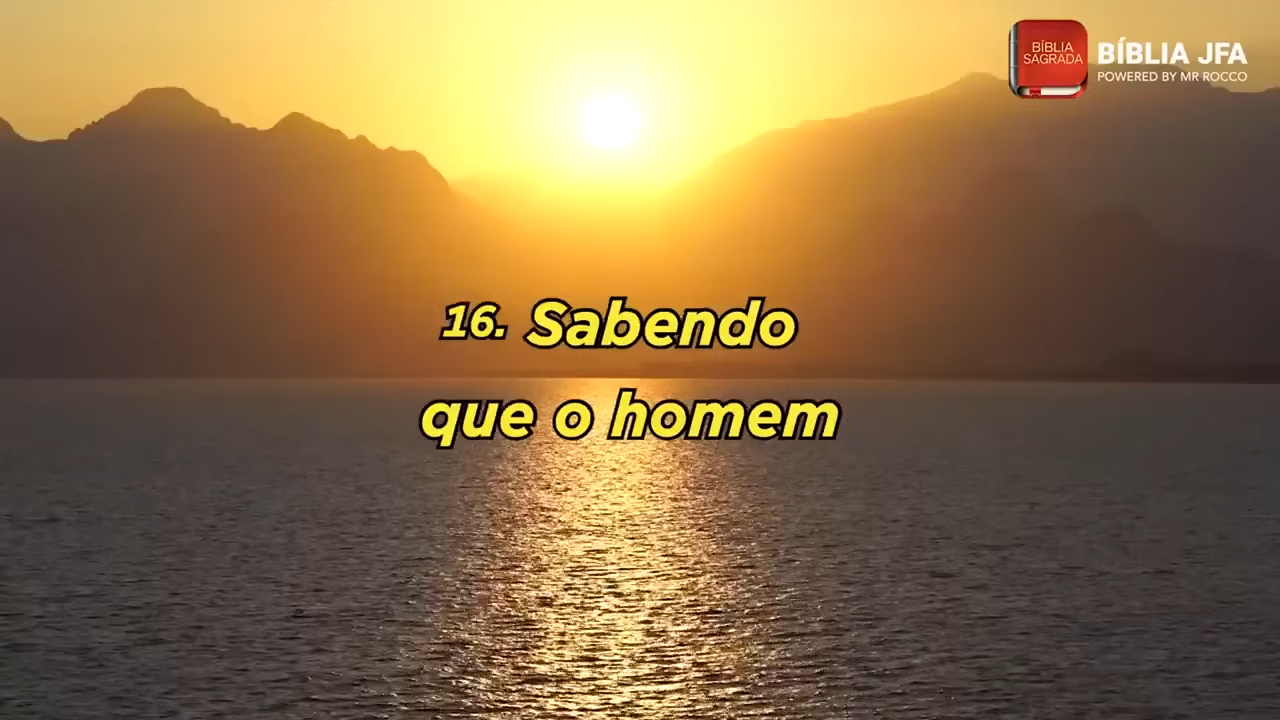 BÍBLIA
SAGRADA
BÍBLIA JFA
POWERED BY MR ROCCO
16. Sabendo
que o homem